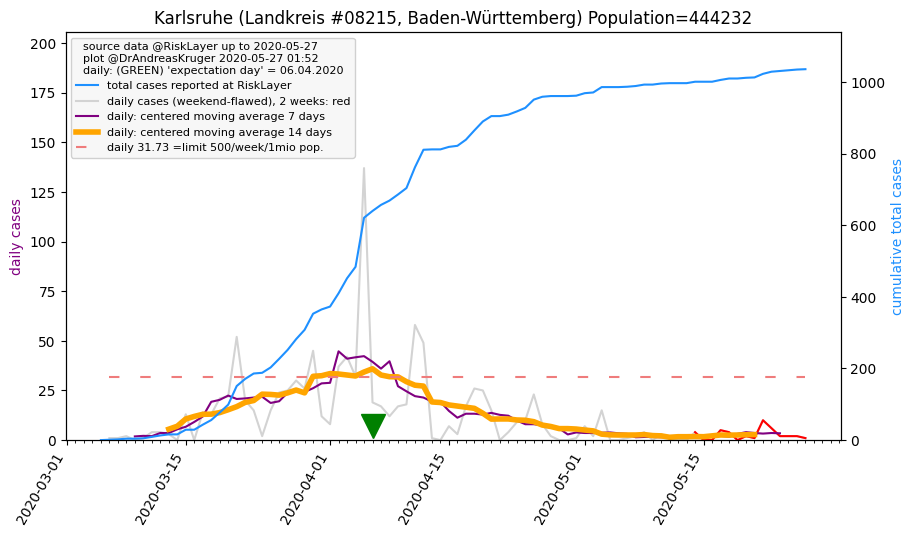 Karlsruhe (Landkreis #08215, Baden-Württemberg) Population=444232
source data @RiskLayer up to 2020-05-27
plot @DrAndreasKruger 2020-05-27 01:52
daily: (GREEN) 'expectation day' = 06.04.2020
total cases reported at RiskLayer
daily cases (weekend-flawed), 2 weeks: red
daily: centered moving average 7 days
daily: centered moving average 14 days
daily 31.73 =limit 500/week/1mio pop.
daily cases
200
175
150
125
100
75
50
25
0
1000
800
600
400
200
0
cumulative total cases
2020-03-01
2020-03-15
2020-04-01
2020-04-15
2020-05-01
2020-05-15